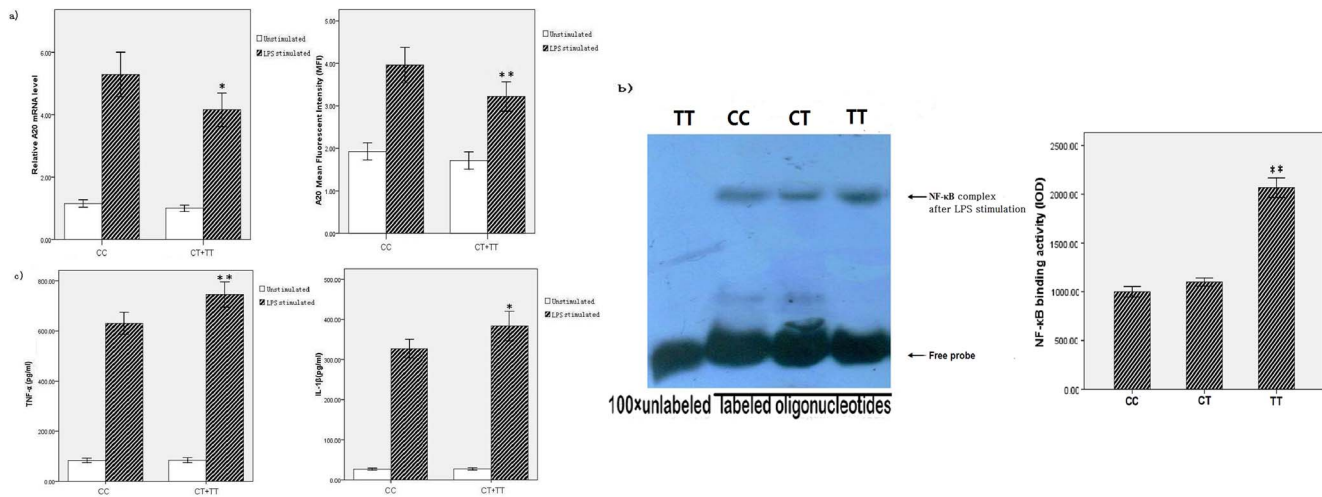 a)
Relative A20 mRNA level
6.00
4.00
2.00
0.00
*
CC
CT+TT
Unstimulated
LPS stimulated
A20 Mean Fluorescent Intensity (MFI)
5.00
4.00
3.00
2.00
1.00
0.00
**
CC
CT+TT
Unstimulated
LPS stimulated
b)
TT CC CT TT
NF-κB complex
after LPS stimulation
Free probe
100×unlabeled labeled oligonucleotides
NF-κB binding activity (IOD)
2500.00
2000.00
1500.00
1000.00
500.00
0.00
‡‡
CC
CT
TT
c)
TNF-α (pg/ml)
800.00
600.00
400.00
200.00
0.00
**
CC
CT+TT
Unstimulated
LPS stimulated
IL-1β(pg/ml)
500.00
400.00
300.00
200.00
100.00
0.00
*
CC
CT+TT
Unstimulated
LPS stimulated